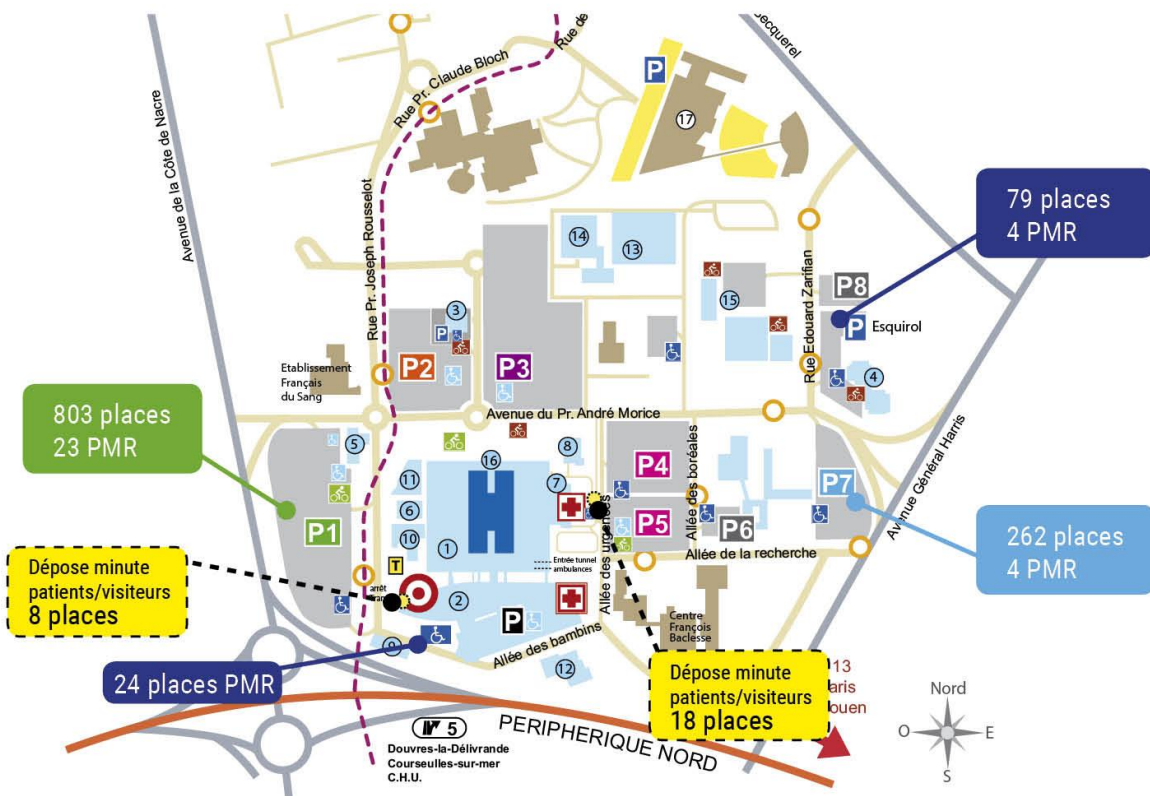 Rue Pr. Claude Bloch
Rue de
Becquerel
Avenue de la Côte de Nacre
P
17
79 places
4 PMR
14
13
Rue Pr. Joseph Rousselot
15
Rue Edouard Zarifian
P8
P
Esquirol
3
P
P2
P3
4
Etablissement
Français
du Sang
803 places
23 PMR
Avenue du Pr. André Morice
5
16
8
P4
Allée des boréales
P7
Avenue Général Harris
11
7
6
P1
P5
P6
10
1
Allée des urgences
Allée de la recherche
262 places
4 PMR
Entrée tunnel
ambulances
T
Dépose minute
patients/visiteurs
8 places
arrêt
2
P
Centre
François
Baclesse
9
Allée des bambins
12
24 places PMR
Dépose minute
patients/visiteurs
18 places
13
aris
ouen
5
Douvres-la-Délivrande
Courseulles-sur-mer
C.H.U.
PERIPHERIQUE NORD
Nord
O
E
S